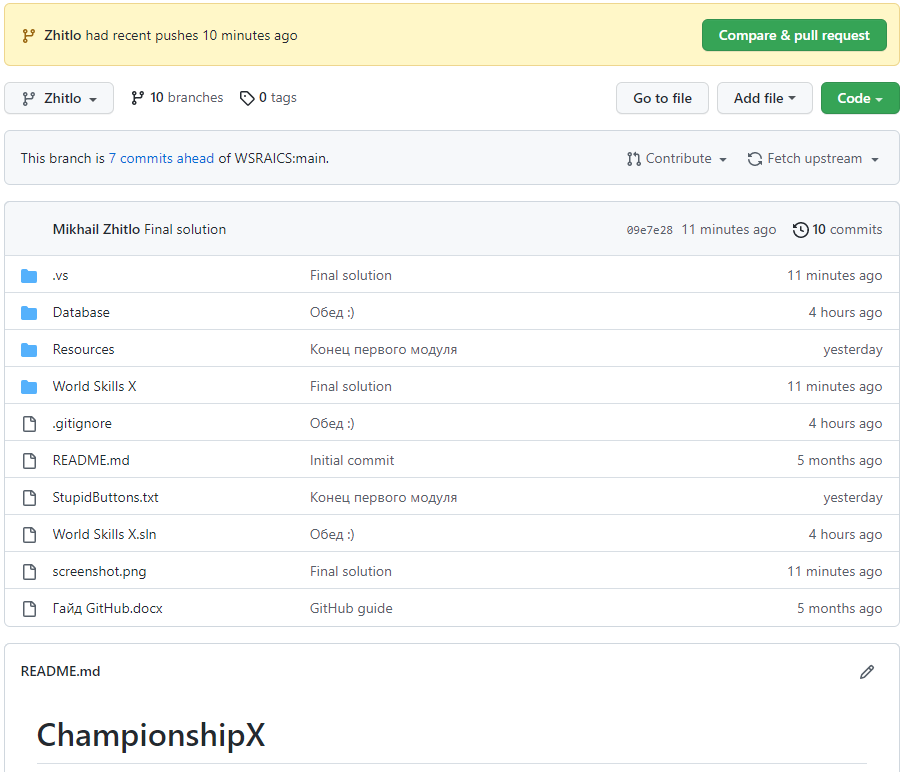 Zhitlo had recent pushes 10 minutes ago Compare & pull request
Zhitlo 10 branches 0 tags Go to file Add file Code
This branch is 7 commits ahead of WSRAICS:main. Contribute Fetch upstream
Mikhail Zhitlo Final solution 09e7e28 11 minutes ago 10 commits
.vs Final solution 11 minutes ago
Database Обед :) 4 hours ago
Resources Конец первого модуля yesterday
World Skills X Final solution 11 minutes ago
.gitignore Обед :) 4 hours ago
README.md Initial commit 5 months ago
StupidButtons.txt Конец первого модуля yesterday
World Skills X.sln Обед :) 4 hours ago
screenshot.png Final solution 11 minutes ago
Гайд GitHub.docx GitHub guide 5 months ago
README.md
ChampionshipX